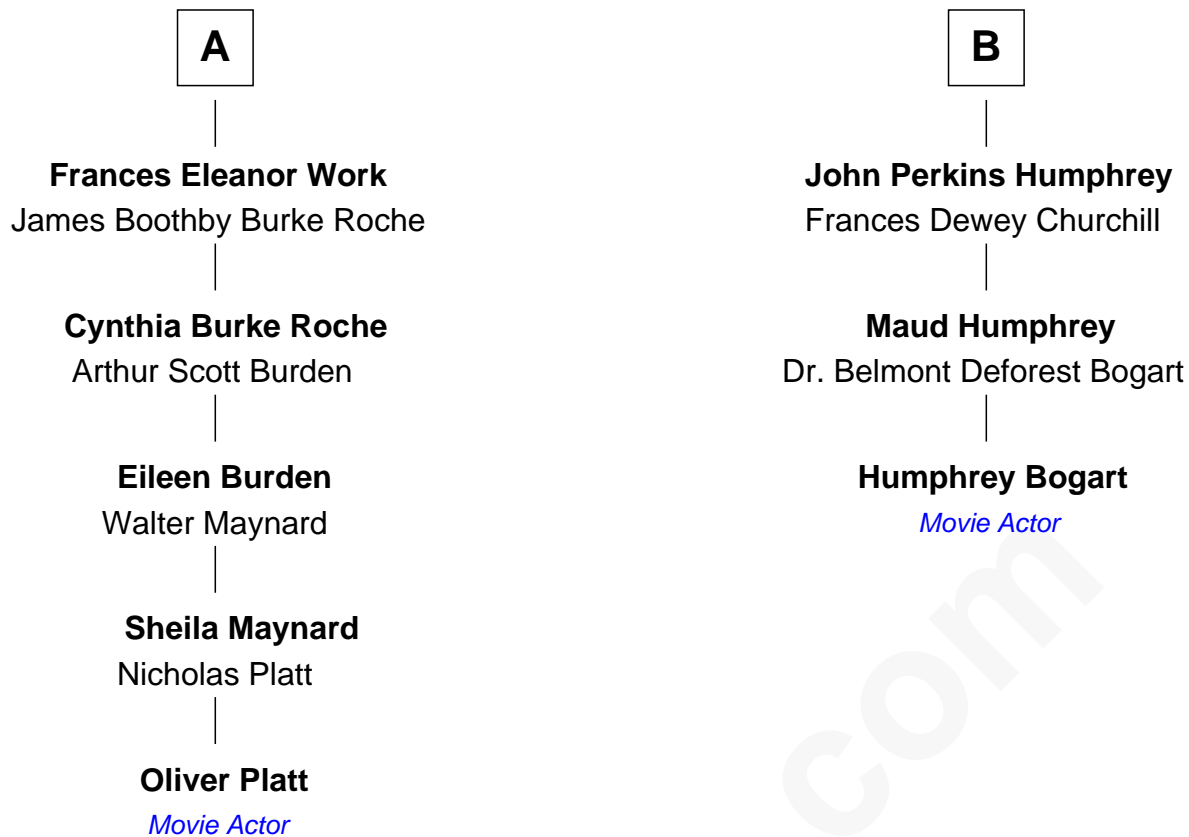 A
Frances Eleanor Work
James Boothby Burke Roche
Cynthia Burke Roche
Arthur Scott Burden
Eileen Burden
Walter Maynard
Sheila Maynard
Nicholas Platt
Oliver Platt
Movie Actor
B
John Perkins Humphrey
Frances Dewey Churchill
Maud Humphrey
Dr. Belmont Deforest Bogart
Humphrey Bogart
Movie Actor
com